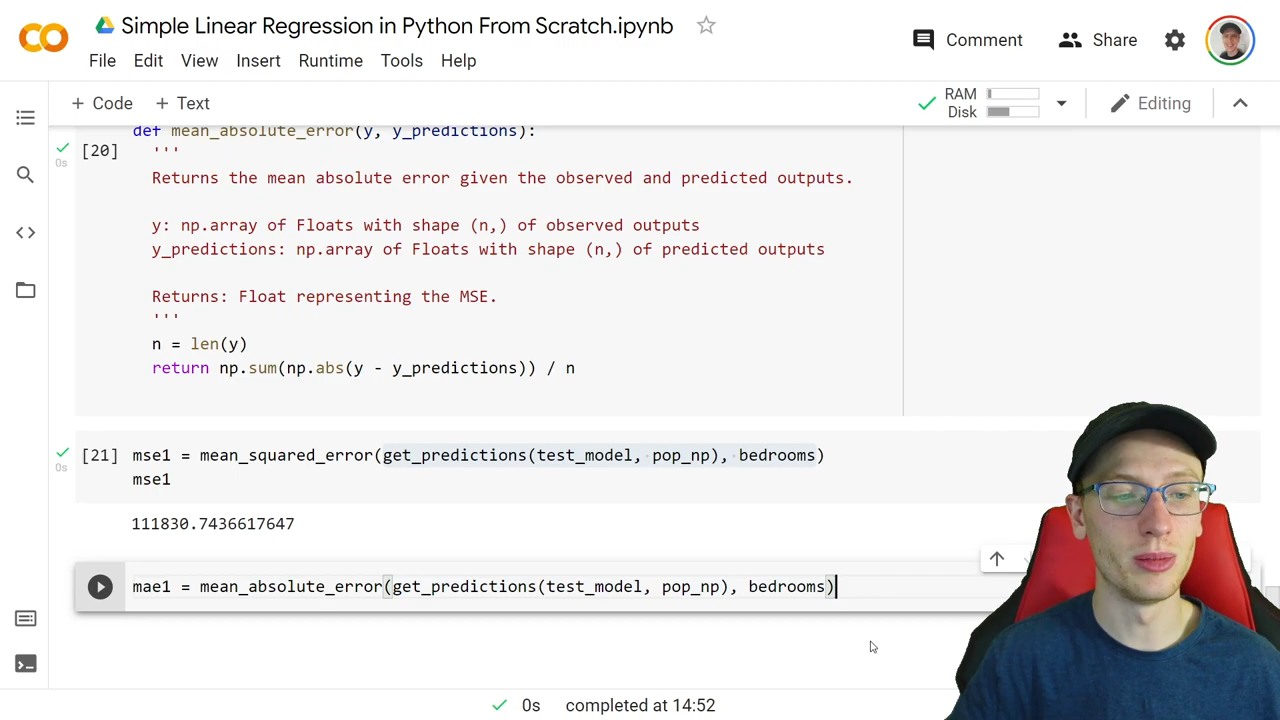 Simple Linear Regression in Python From Scratch.ipynb
Comment
Share
File Edit View Insert Runtime Tools Help
+ Code + Text
RAM
Disk
Editing
def mean_absolute_error(y, y_predictions):
[20]
0s
'''
Returns the mean absolute error given the observed and predicted outputs.
y: np.array of Floats with shape (n,) of observed outputs
y_predictions: np.array of Floats with shape (n,) of predicted outputs
Returns: Float representing the MSE.
'''
n = len(y)
return np.sum(np.abs(y - y_predictions)) / n
[21] mse1 = mean_squared_error(get_predictions(test_model, pop_np), bedrooms)
0s
mse1
111830.7436617647
mae1 = mean_absolute_error(get_predictions(test_model, pop_np), bedrooms)
0s completed at 14:52